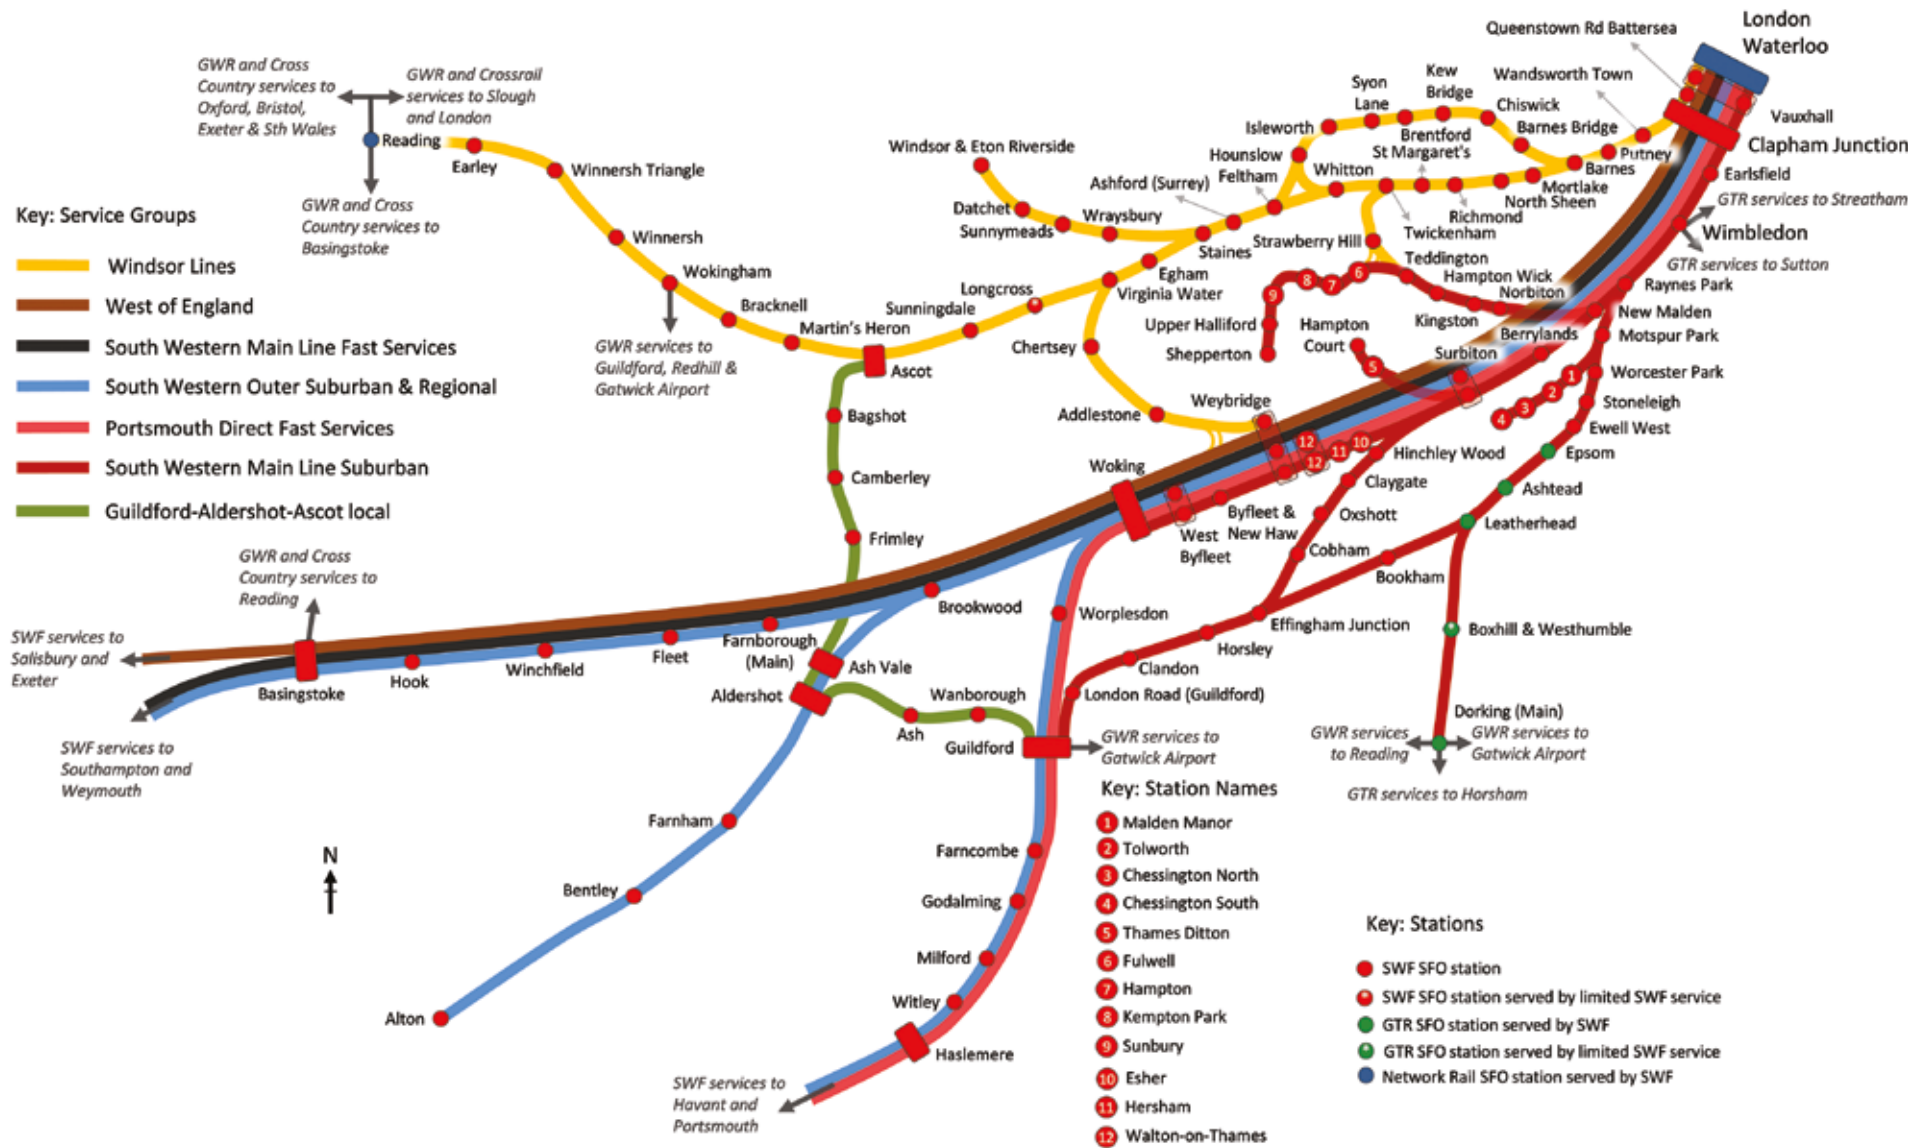 Queenstown Rd Battersea
London
Waterloo
GWR and Cross
Country services to
Oxford, Bristol,
Exeter & Sth Wales
GWR and Crossrail
services to Slough
and London
Reading
Earley
Winnersh Triangle
GWR and Cross
Country services to
Basingstoke
Winnersh
Wokingham
Bracknell
Martin's Heron
GWR services to
Guildford, Redhill &
Gatwick Airport
Ascot
Sunningdale
Longcross
Virginia Water
Egham
Staines
Ashford (Surrey)
Windsor & Eton Riverside
Datchet
Sunnymeads
Wraysbury
Feltham
Hounslow
Isleworth
Syon
Lane
Brentford
Kew
Bridge
Chiswick
Barnes Bridge
Wandsworth Town
Putney
Barnes
Mortlake
North Sheen
Richmond
St Margaret's
Twickenham
Whitton
Vauxhall
Clapham Junction
Earlsfield
GTR services to Streatham
Wimbledon
GTR services to Sutton
Raynes Park
New Malden
Motspur Park
Worcester Park
Stoneleigh
Ewell West
Epsom
Ashtead
Leatherhead
Boxhill & Westhumble
Dorking (Main)
GWR services
to Reading
GWR services to
Gatwick Airport
GTR services to Horsham
Strawberry Hill
Teddington
Hampton Wick
Norbiton
Kingston
Berrylands
Surbiton
Upper Halliford
Shepperton
Hampton
Court
9
8
7
6
5
1
2
3
4
Chertsey
Addlestone
Weybridge
12
12
11
10
Hinchley Wood
Claygate
Oxshott
Cobham
Bookham
Effingham Junction
Horsley
Clandon
London Road (Guildford)
Woking
West
Byfleet
Byfleet &
New Haw
Key: Service Groups
Windsor Lines
West of England
South Western Main Line Fast Services
South Western Outer Suburban & Regional
Portsmouth Direct Fast Services
South Western Main Line Suburban
Guildford-Aldershot-Ascot local
Bagshot
Camberley
Frimley
GWR and Cross
Country services to
Reading
SWF services to
Salisbury and
Exeter
Basingstoke
Hook
Winchfield
Fleet
Farnborough
(Main)
Brookwood
Ash Vale
Aldershot
Ash
Wanborough
Guildford
GWR services to
Gatwick Airport
Worplesdon
SWF services to
Southampton and
Weymouth
Farnham
Bentley
Alton
N
Farncombe
Godalming
Milford
Witley
Haslemere
SWF services to
Havant and
Portsmouth
Key: Station Names
1 Malden Manor
2 Tolworth
3 Chessington North
4 Chessington South
5 Thames Ditton
6 Fulwell
7 Hampton
8 Kempton Park
9 Sunbury
10 Esher
11 Hersham
12 Walton-on-Thames
Key: Stations
SWF SFO station
SWF SFO station served by limited SWF service
GTR SFO station served by SWF
GTR SFO station served by limited SWF service
Network Rail SFO station served by SWF